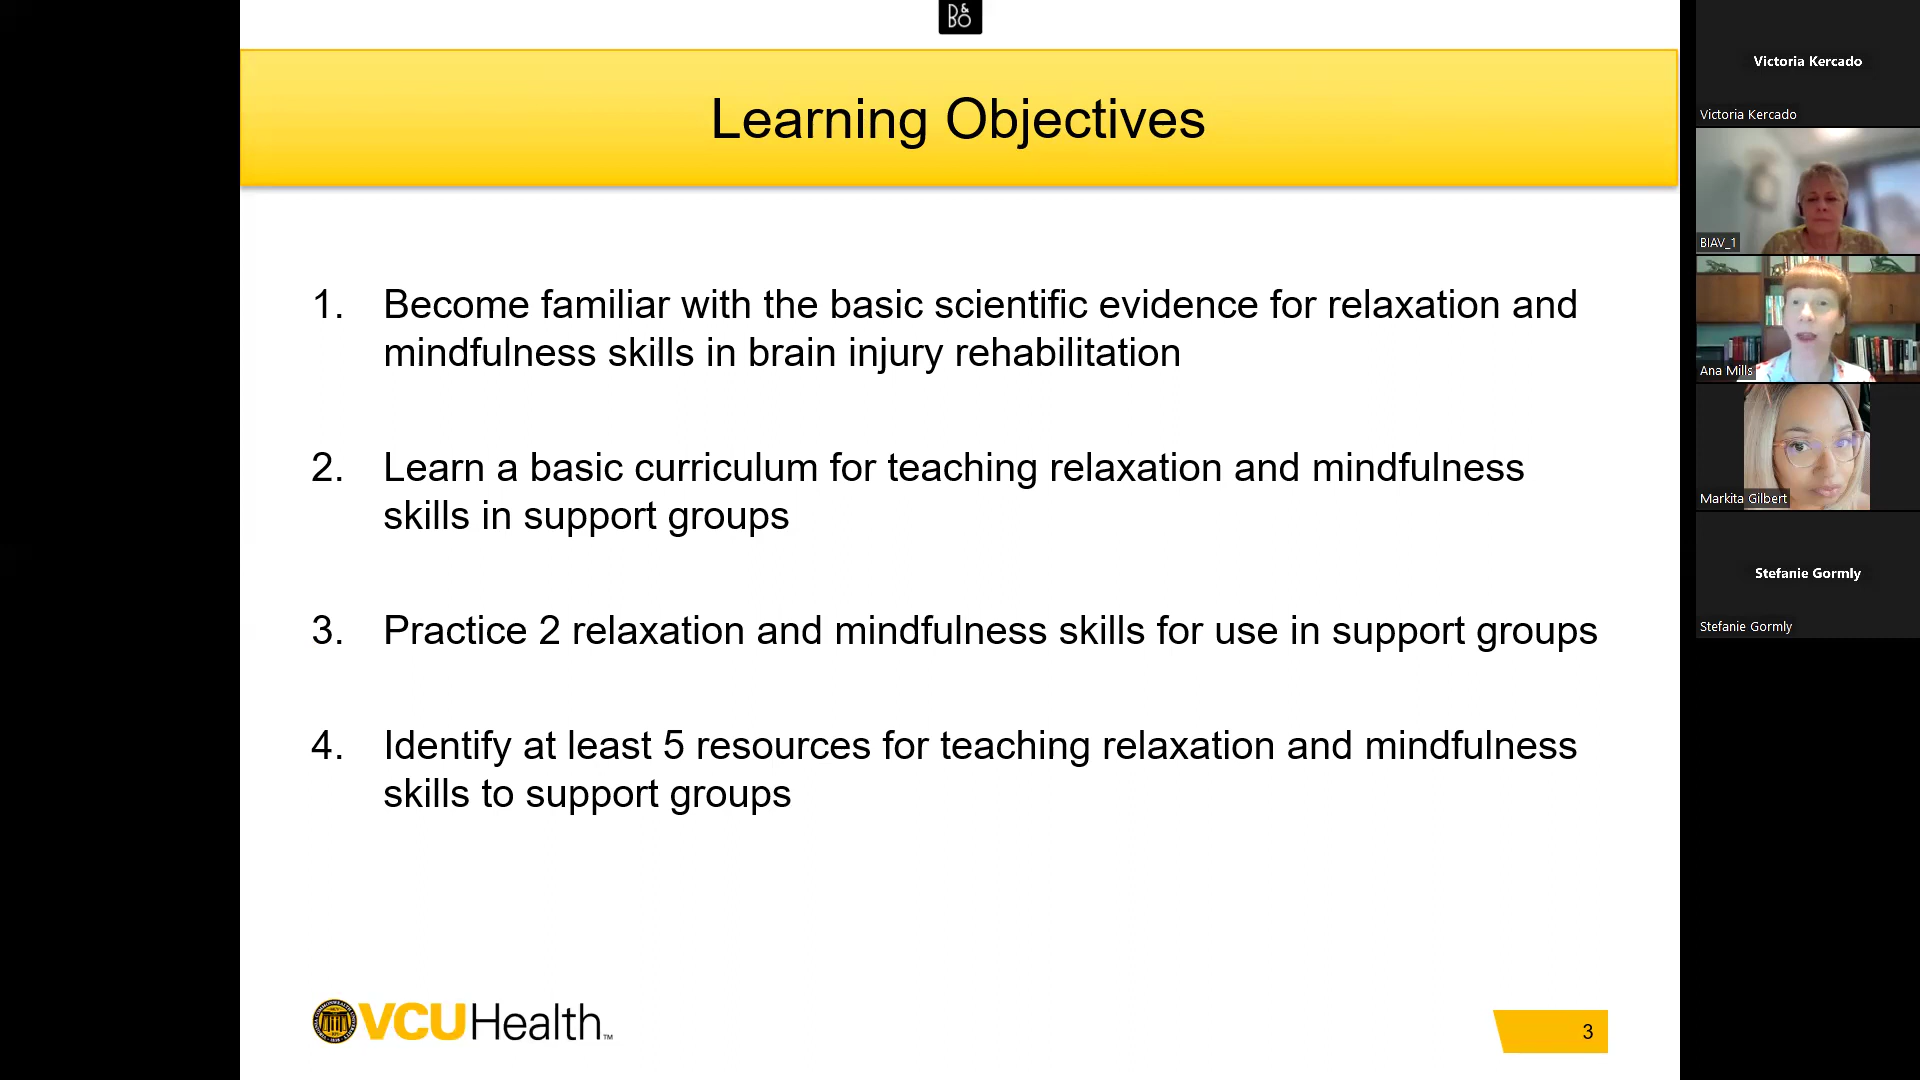 B&O
Learning Objectives
1. Become familiar with the basic scientific evidence for relaxation and
mindfulness skills in brain injury rehabilitation
2. Learn a basic curriculum for teaching relaxation and mindfulness
skills in support groups
3. Practice 2 relaxation and mindfulness skills for use in support groups
4. Identify at least 5 resources for teaching relaxation and mindfulness
skills to support groups
VCUHealth™
3
Victoria Kercado
Victoria Kercado
BIAV_1
Ana Mills
Markita Gilbert
Stefanie Gormly
Stefanie Gormly